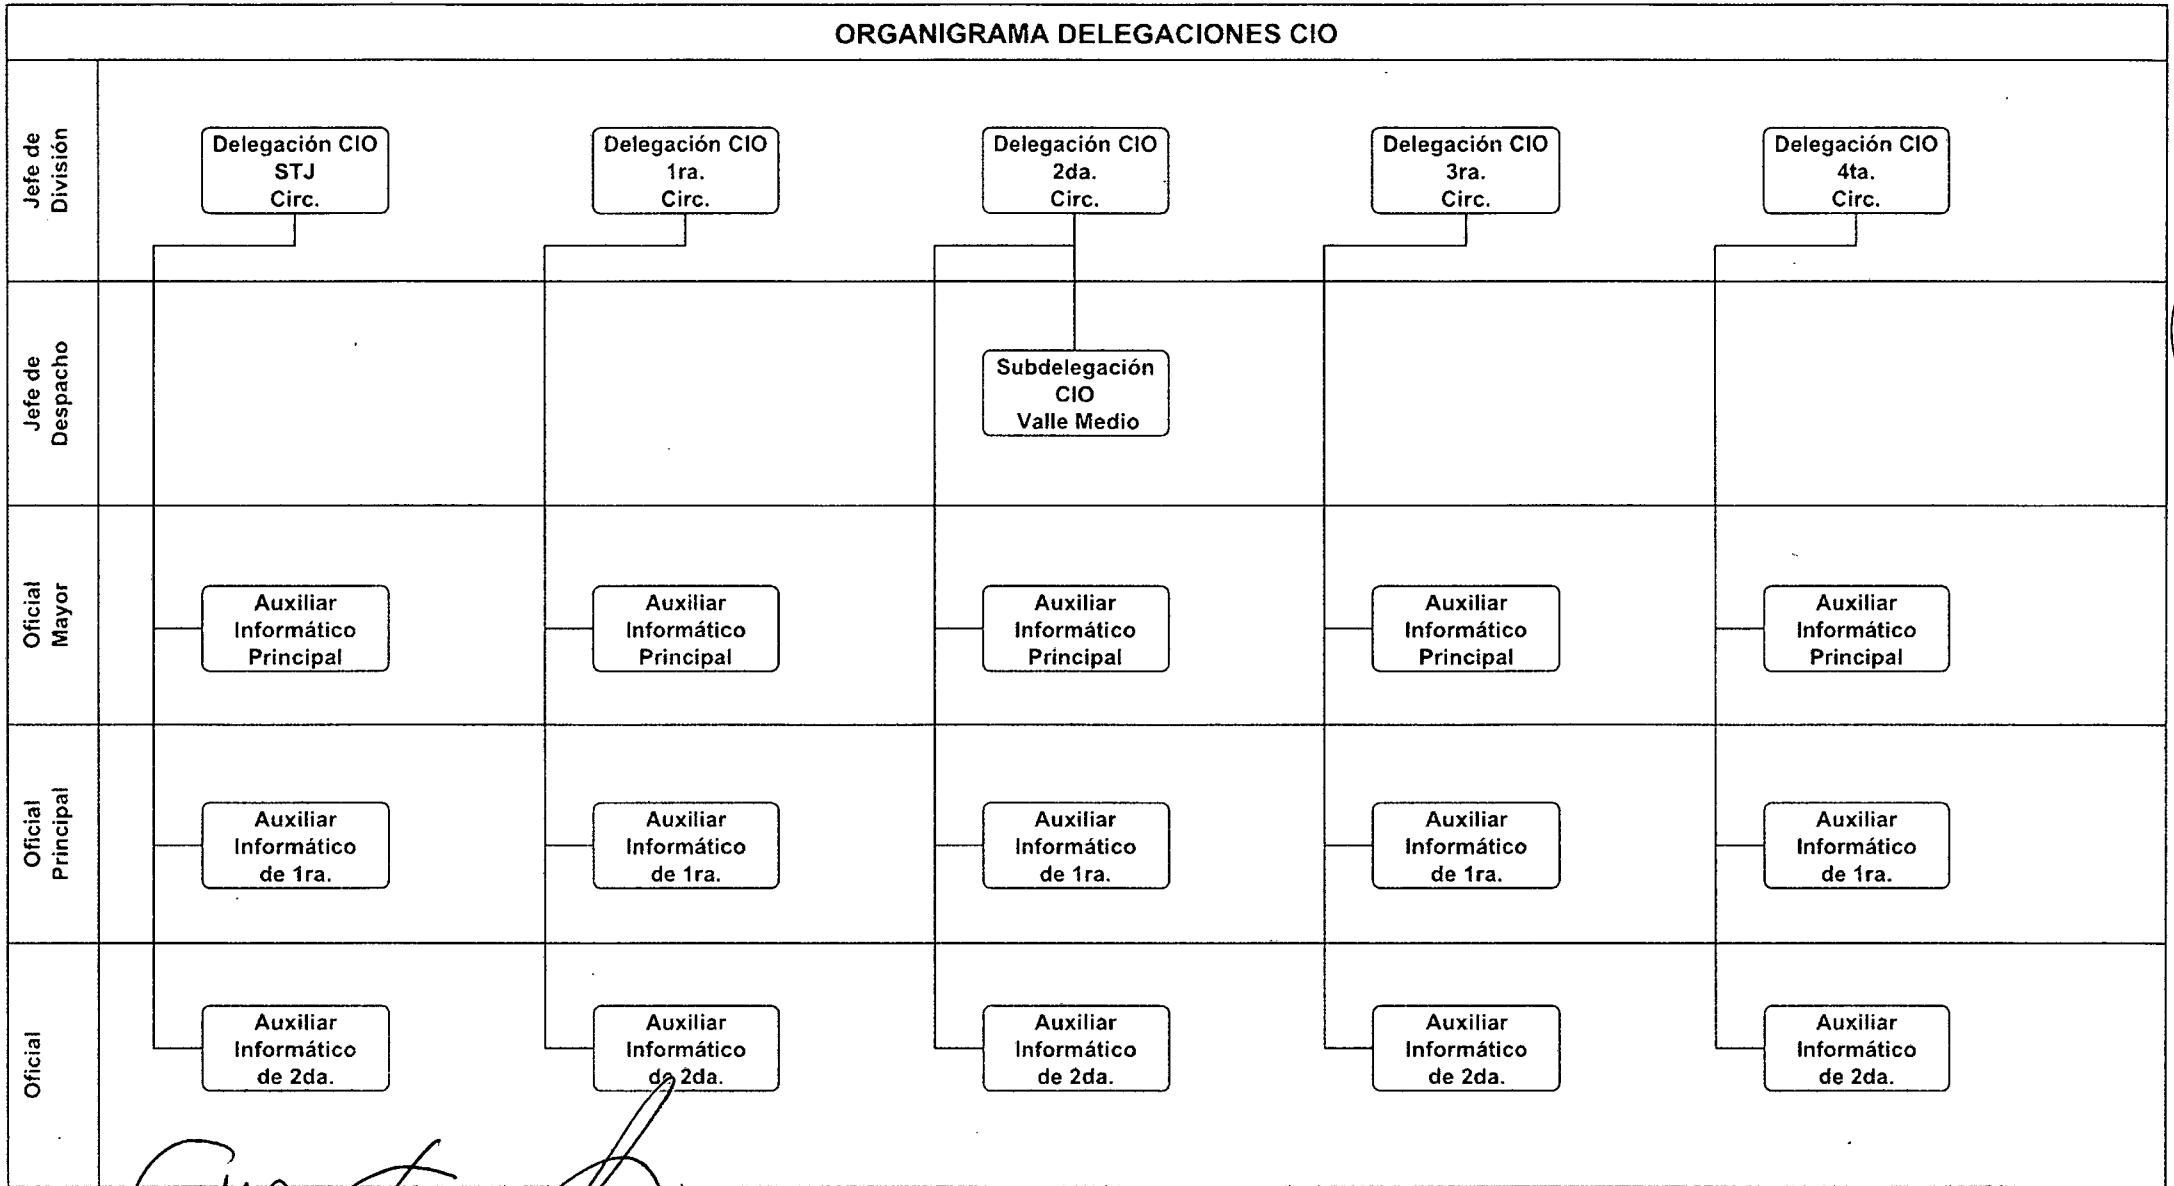 ORGANIGRAMA DELEGACIONES CIO
Jefe de
División
Delegación CIO
STJ
Circ.
Delegación CIO
1ra.
Circ.
Delegación CIO
2da.
Circ.
Delegación CIO
3ra.
Circ.
Delegación CIO
4ta.
Circ.
Jefe de
Despacho
Subdelegación
CIO
Valle Medio
Oficial
Mayor
Auxiliar
Informático
Principal
Auxiliar
Informático
Principal
Auxiliar
Informático
Principal
Auxiliar
Informático
Principal
Auxiliar
Informático
Principal
Oficial
Principal
Auxiliar
Informático
de 1ra.
Auxiliar
Informático
de 1ra.
Auxiliar
Informático
de 1ra.
Auxiliar
Informático
de 1ra.
Auxiliar
Informático
de 1ra.
Oficial
Auxiliar
Informático
de 2da.
Auxiliar
Informático
de 2da.
Auxiliar
Informático
de 2da.
Auxiliar
Informático
de 2da.
Auxiliar
Informático
de 2da.